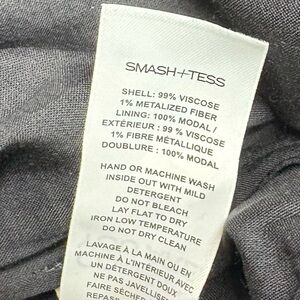 SMASH+TESS
SHELL: 99% VISCOSE
1% METALIZED FIBER
LINING: 100% MODAL /
EXTÉRIEUR : 99 % VISCOSE
1% FIBRE MÉTALLIQUE
DOUBLURE : 100% MODAL
HAND OR MACHINE WASH
INSIDE OUT WITH MILD
DETERGENT
DO NOT BLEACH
LAY FLAT TO DRY
IRON LOW TEMPERATURE
DO NOT DRY CLEAN
LAVAGE À LA MAIN OU EN
MACHINE À L'INTÉRIEUR AVEC
UN DÉTERGENT DOUX
NE PAS JAVELLISER
FAIRE SÉCHER
REPASS